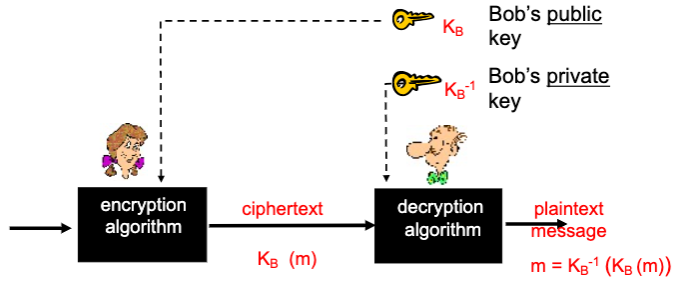 K_B Bob's public
key
K_B⁻¹ Bob's private
key
encryption
algorithm
ciphertext
K_B (m)
decryption
algorithm
plaintext
message
m = K_B⁻¹ (K_B (m))